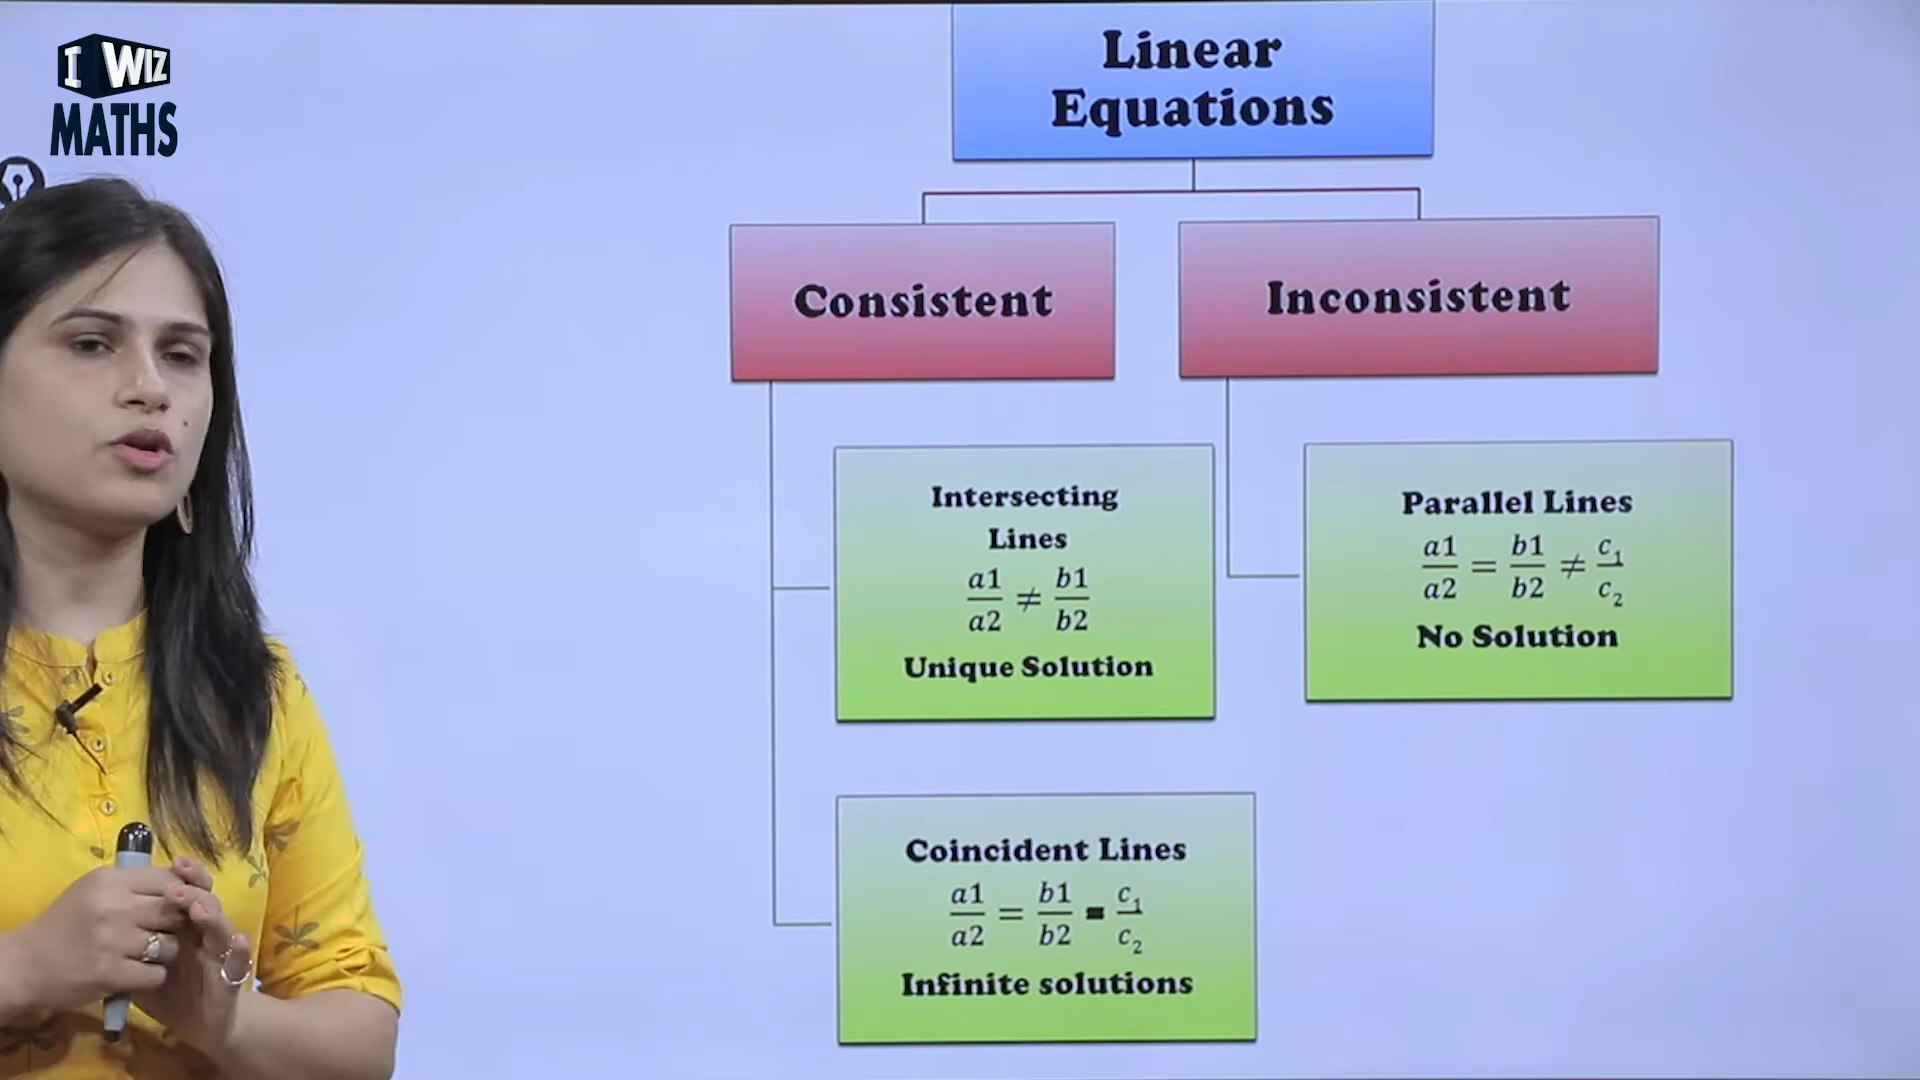 I WIZ
MATHS
Linear
Equations
Consistent
Inconsistent
Intersecting
Lines
a1/a2 ≠ b1/b2
Unique Solution
Parallel Lines
a1/a2 = b1/b2 ≠ c₁/c₂
No Solution
Coincident Lines
a1/a2 = b1/b2 = c₁/c₂
Infinite solutions